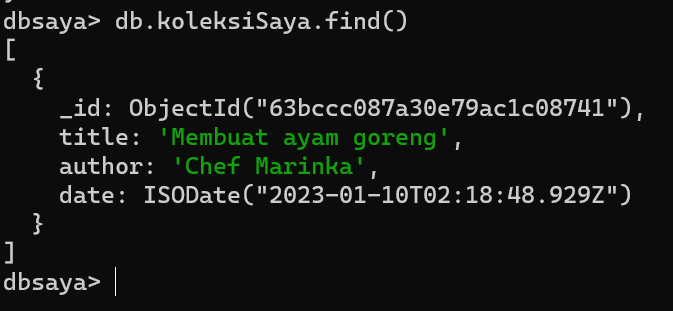 dbsaya> db.koleksiSaya.find()
[
  {
    _id: ObjectId("63bccc087a30e79ac1c08741"),
    title: 'Membuat ayam goreng',
    author: 'Chef Marinka',
    date: ISODate("2023-01-10T02:18:48.929Z")
  }
]
dbsaya>